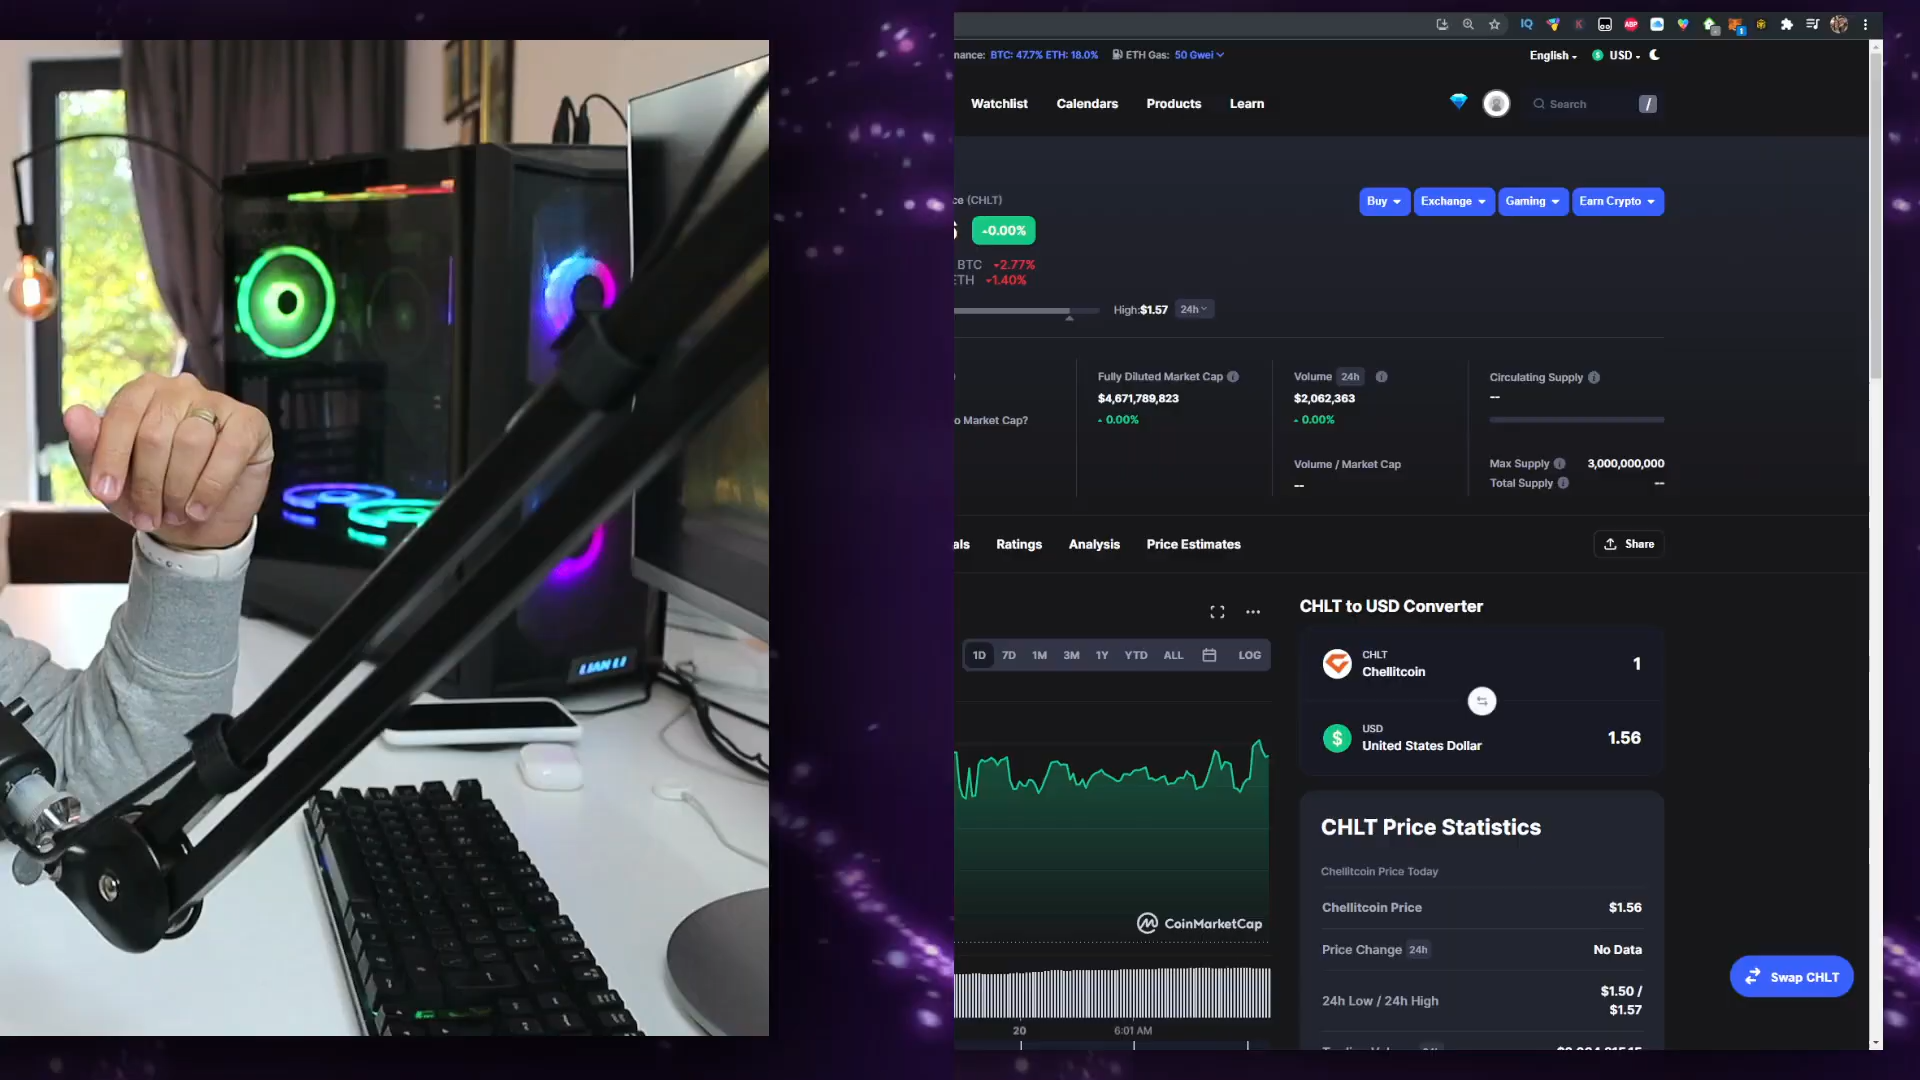 nance: BTC: 47.7% ETH: 18.0% ETH Gas: 50 Gwei
English USD
Watchlist Calendars Products Learn
Search /
ce (CHLT)
Buy Exchange Gaming Earn Crypto
0.00%
BTC 2.77%
ETH 1.40%
High:$1.57 24h
Fully Diluted Market Cap
$4,671,789,823
0.00%
o Market Cap?
Volume 24h
$2,062,363
0.00%
Volume / Market Cap
--
Circulating Supply
--
Max Supply 3,000,000,000
Total Supply --
als Ratings Analysis Price Estimates
Share
CHLT to USD Converter
1D 7D 1M 3M 1Y YTD ALL LOG
CHLT
Chellitcoin
1
USD
United States Dollar
1.56
CoinMarketCap
20 6:01 AM
CHLT Price Statistics
Chellitcoin Price Today
Chellitcoin Price $1.56
Price Change 24h No Data
24h Low / 24h High $1.50 /
$1.57
Swap CHLT
LIAN LI
IQ
ABP